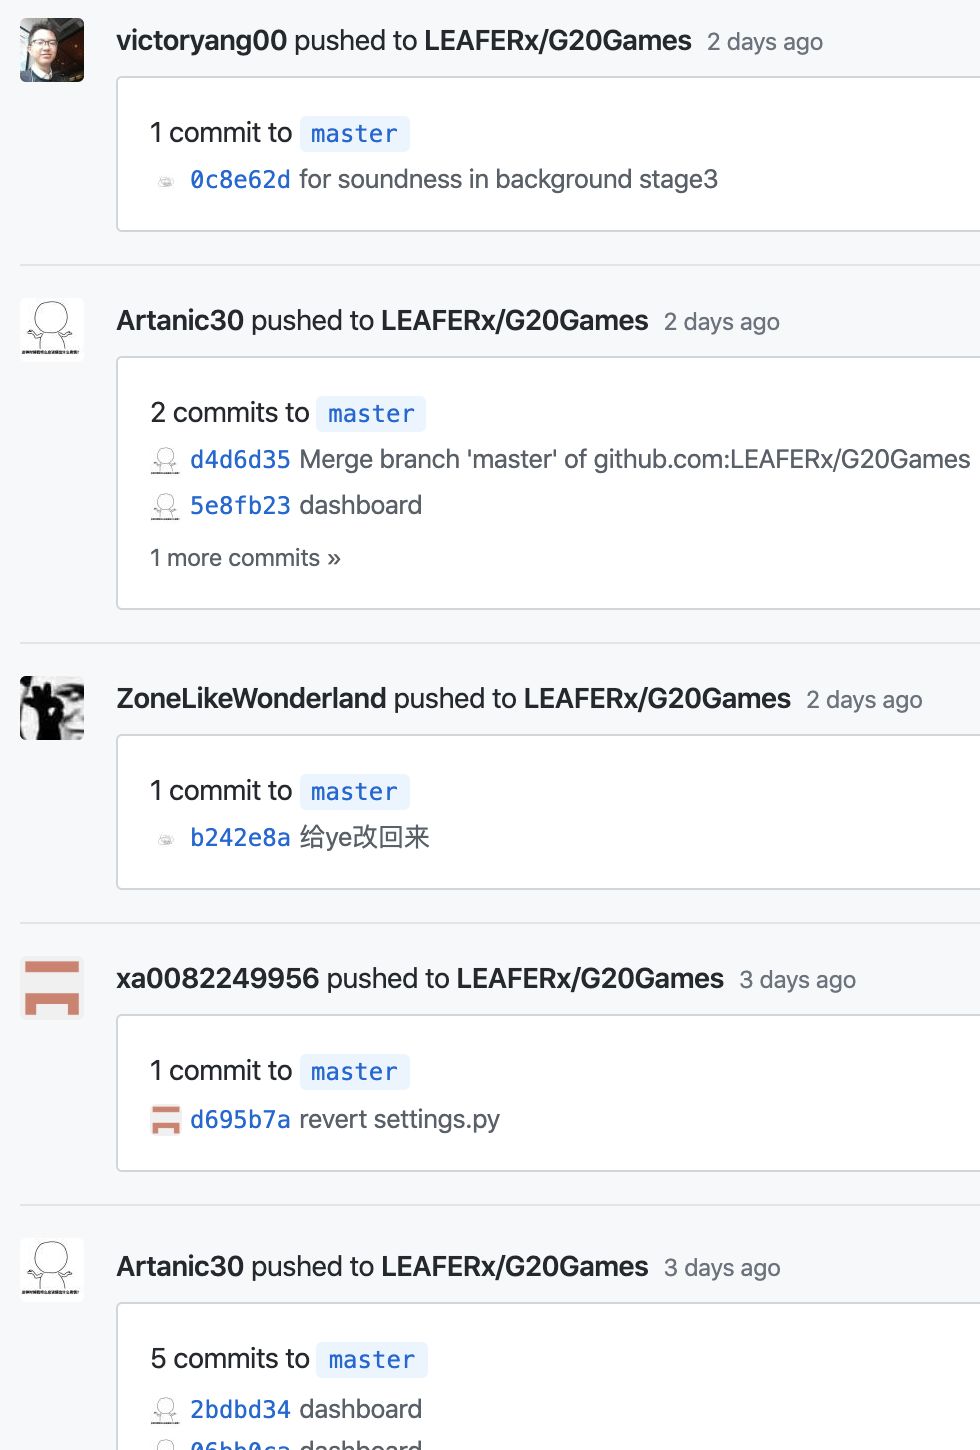 victoryang00 pushed to LEAFERx/G20Games 2 days ago
1 commit to master
0c8e62d for soundness in background stage3
Artanic30 pushed to LEAFERx/G20Games 2 days ago
2 commits to master
d4d6d35 Merge branch 'master' of github.com:LEAFERx/G20Games
5e8fb23 dashboard
1 more commits »
ZoneLikeWonderland pushed to LEAFERx/G20Games 2 days ago
1 commit to master
b242e8a 给ye改回来
xa0082249956 pushed to LEAFERx/G20Games 3 days ago
1 commit to master
d695b7a revert settings.py
Artanic30 pushed to LEAFERx/G20Games 3 days ago
5 commits to master
2bdbd34 dashboard
06bb0ca dashboard